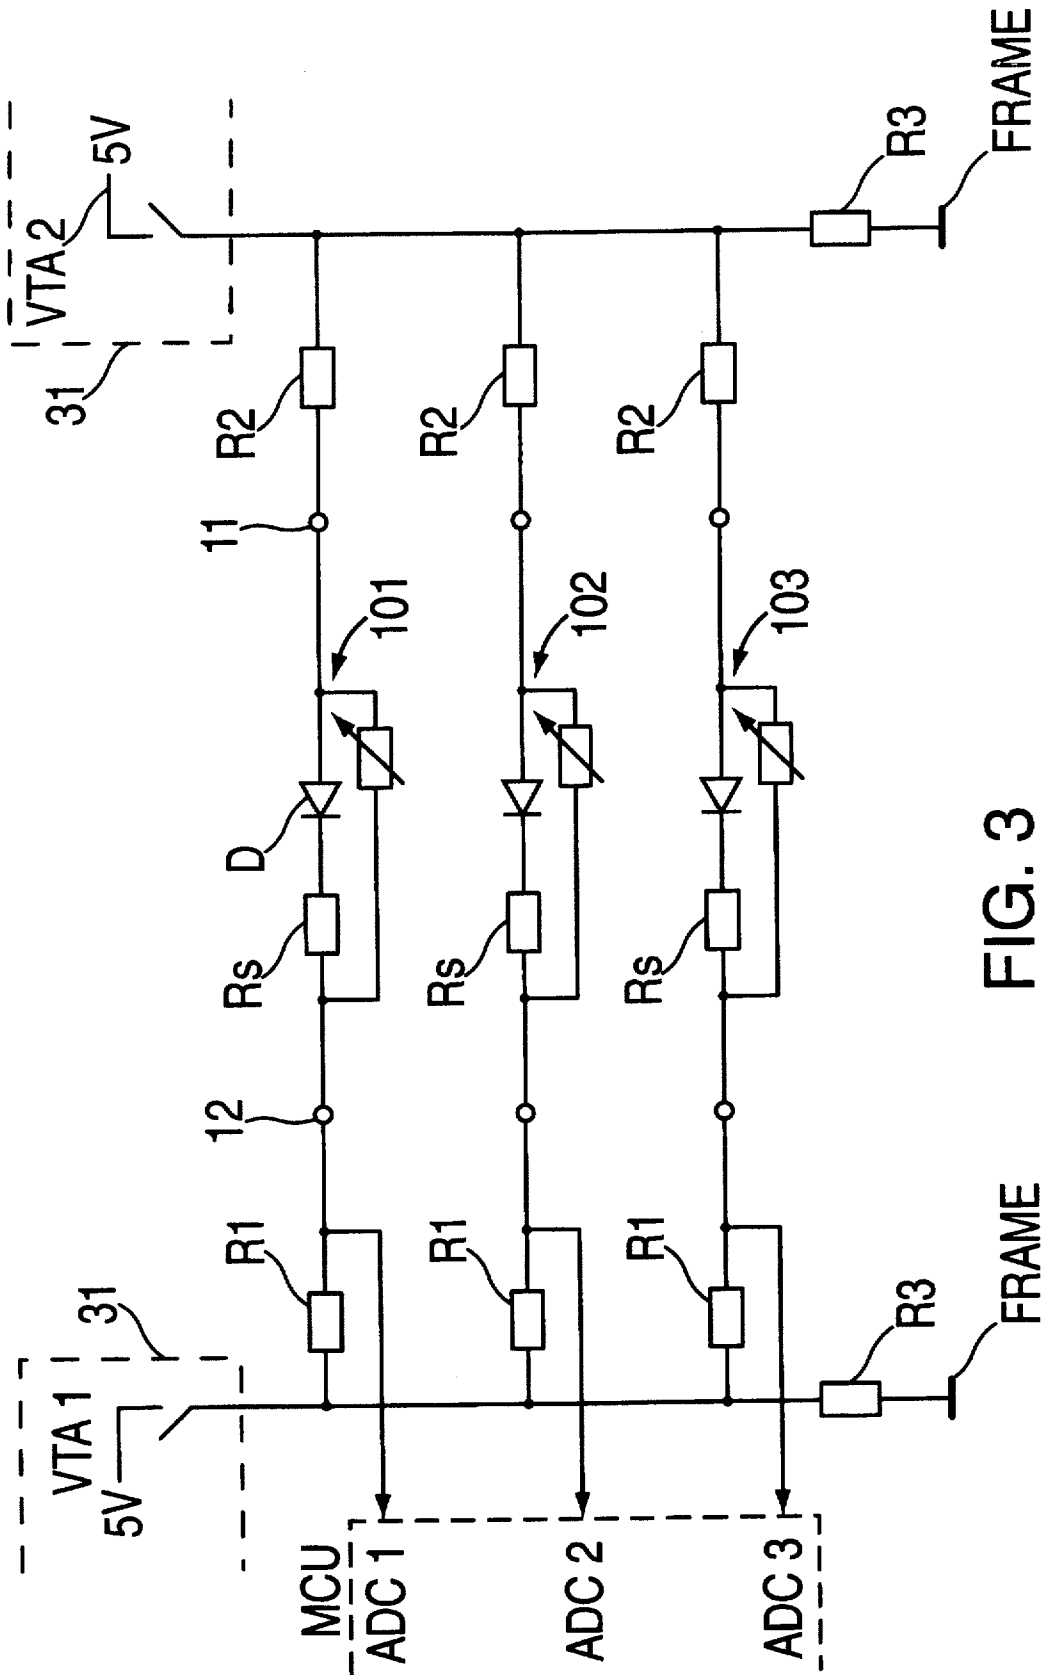 VTA 1
5V
31
VTA 2
5V
31
MCU
ADC 1
R1
12
Rs
D
101
11
R2
ADC 2
R1
Rs
102
R2
ADC 3
R1
Rs
103
R2
R3
FRAME
R3
FRAME
FIG. 3